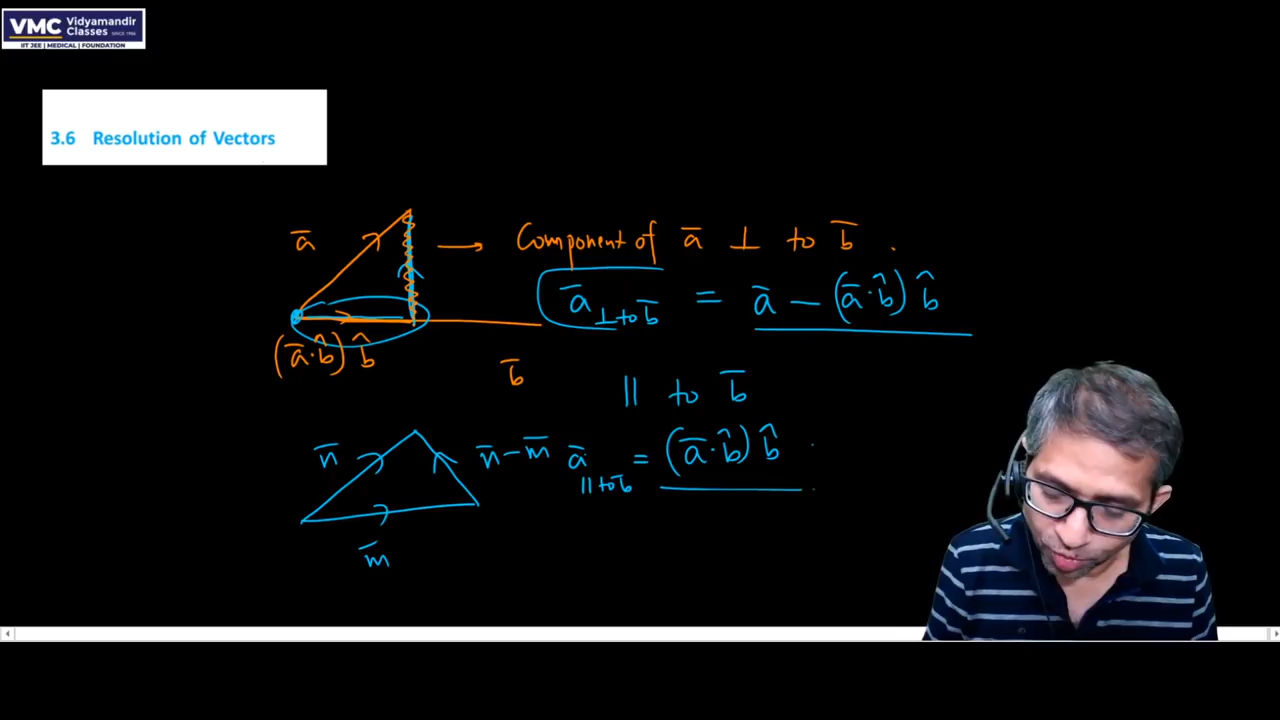 VMC Vidyamandir Classes SINCE 1986
IIT JEE | MEDICAL | FOUNDATION
3.6 Resolution of Vectors
a̅ → Component of a̅ ⊥ to b̅ .
a̅ ⊥ to b̅ = a̅ − (a̅·b̂) b̂
(a̅·b̂) b̂
b̅
|| to b̅
n̅ n̅ − m̅ a̅ || to b̅ = (a̅·b̂) b̂
m̅